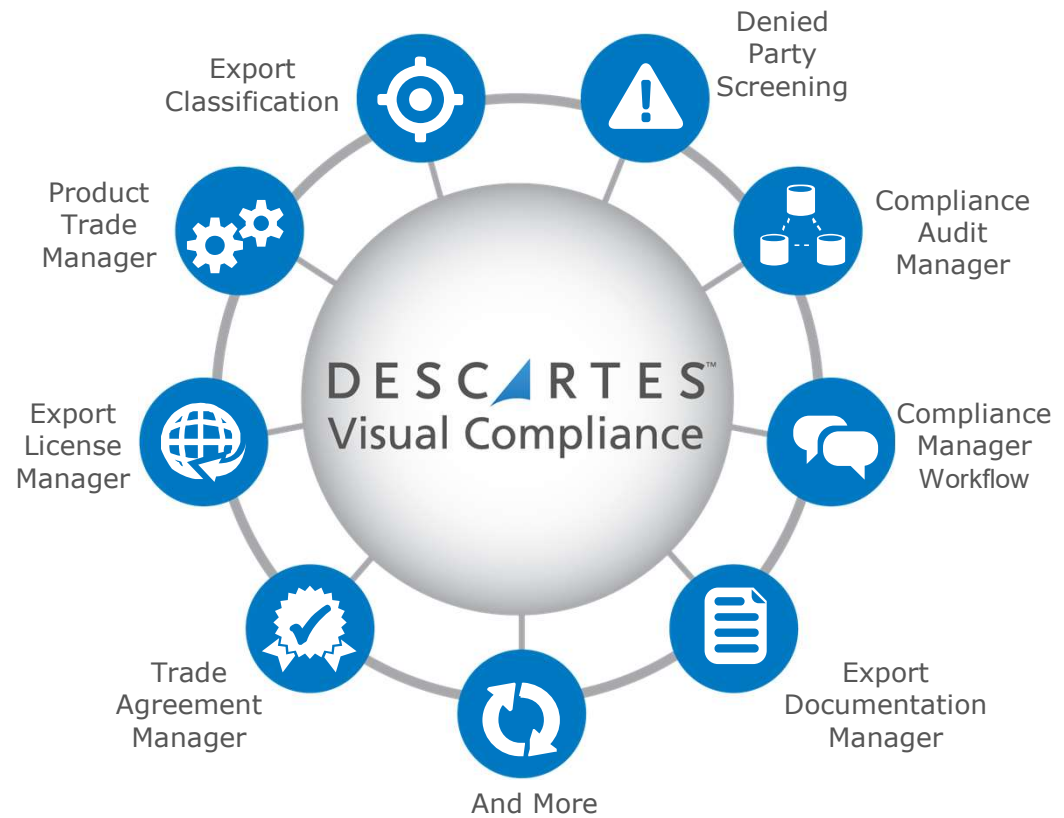 Denied
Party
Screening
Export
Classification
Product
Trade
Manager
Compliance
Audit
Manager
DESCARTES™
Visual Compliance
Export
License
Manager
Compliance
Manager
Workflow
Trade
Agreement
Manager
Export
Documentation
Manager
And More